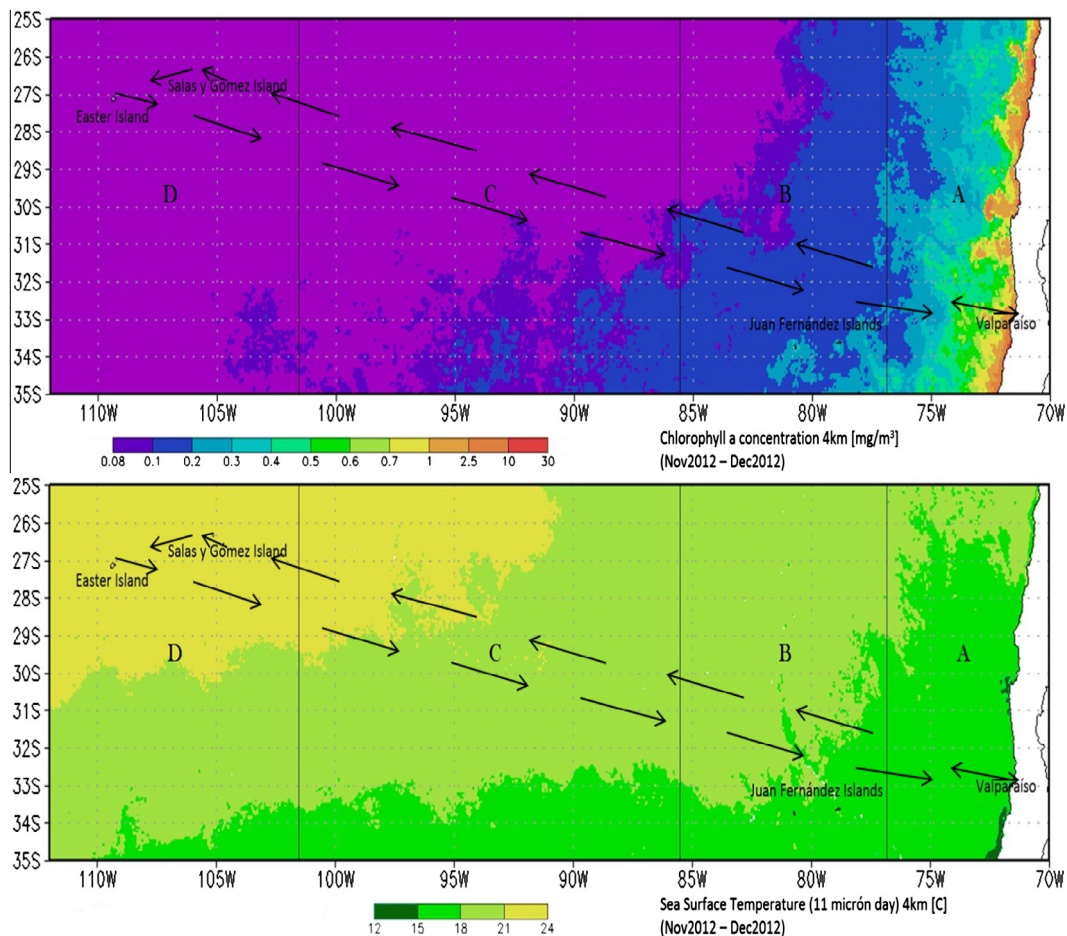 25S
26S
27S
28S
29S
30S
31S
32S
33S
34S
35S
Salas y Gómez Island
Easter Island
D
C
B
A
Juan Fernández Islands
Valparaíso
110W
105W
100W
95W
90W
85W
80W
75W
70W
0.08 0.1 0.2 0.3 0.4 0.5 0.6 0.7 1 2.5 10 30
Chlorophyll a concentration 4km [mg/m³]
(Nov2012 – Dec2012)
25S
26S
27S
28S
29S
30S
31S
32S
33S
34S
35S
Salas y Gómez Island
Easter Island
D
C
B
A
Juan Fernández Islands
Valparaíso
110W
105W
100W
95W
90W
85W
80W
75W
70W
12 15 18 21 24
Sea Surface Temperature (11 micrón day) 4km [C]
(Nov2012 – Dec2012)